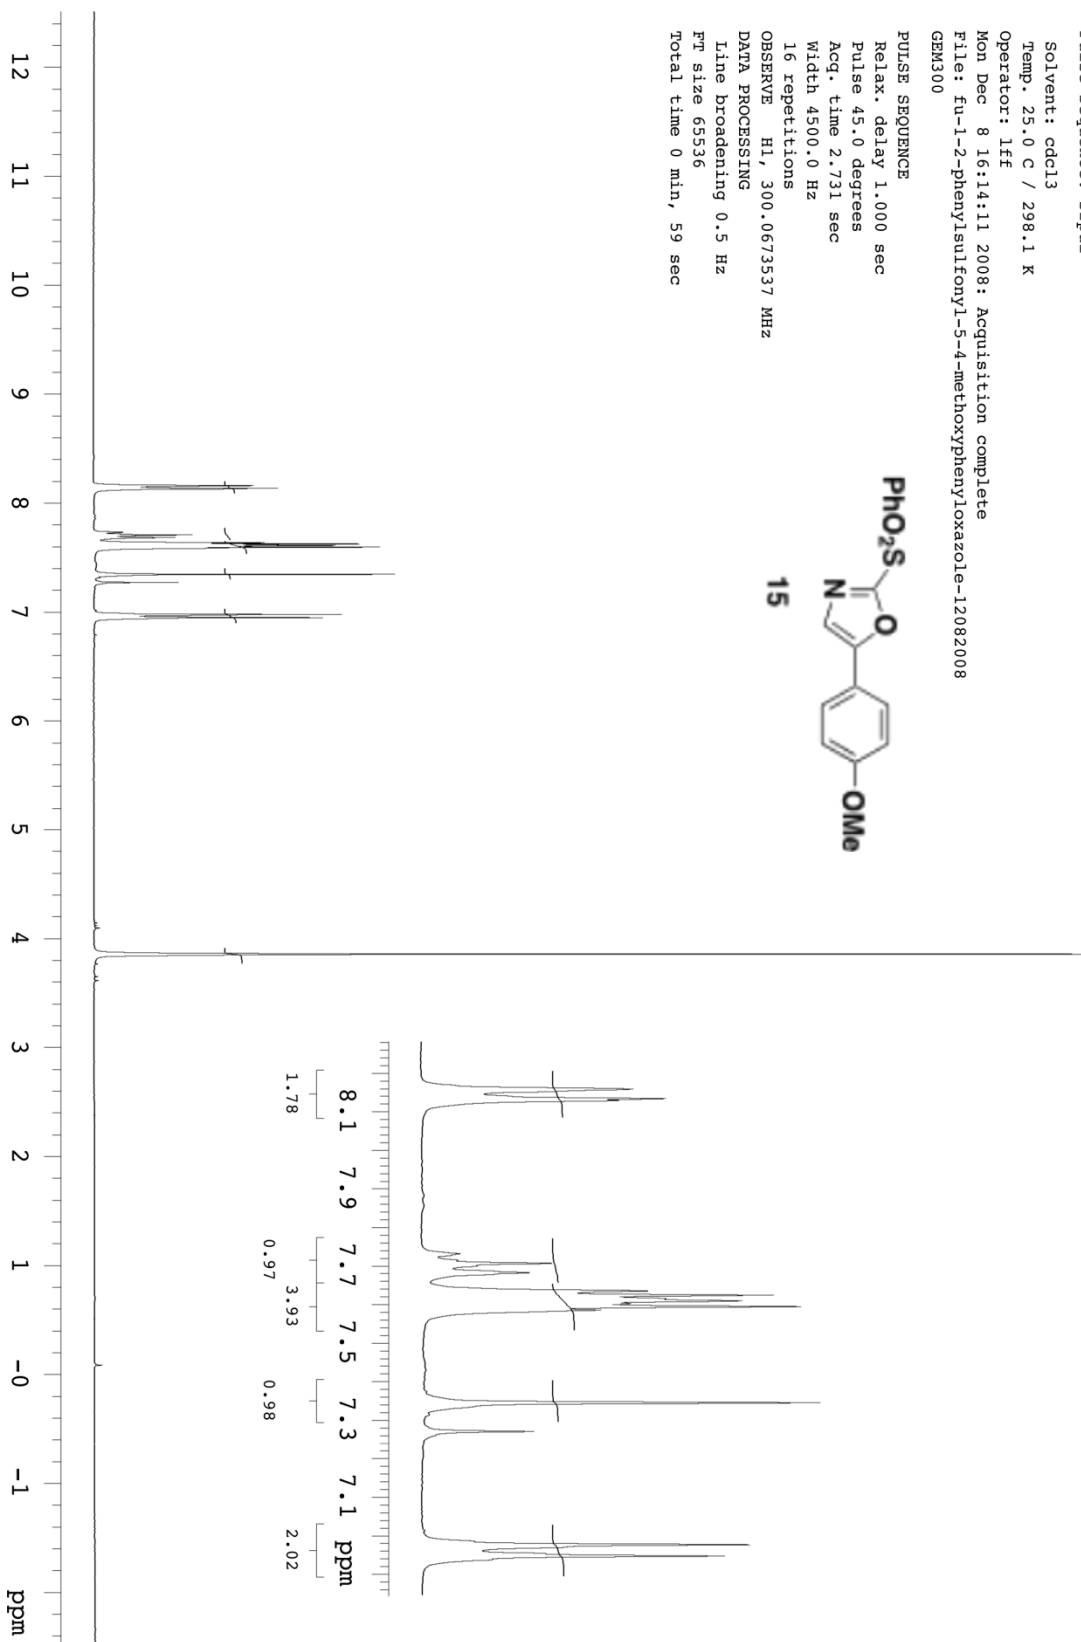 Solvent: cdcl3
Temp. 25.0 C / 298.1 K
Operator: lff
Mon Dec 8 16:14:11 2008: Acquisition complete
File: fu-1-2-phenylsulfonyl-5-4-methoxyphenyloxazole-12082008
GEM300
PULSE SEQUENCE
Relax. delay 1.000 sec
Pulse 45.0 degrees
Acq. time 2.731 sec
Width 4500.0 Hz
16 repetitions
OBSERVE H1, 300.0673537 MHz
DATA PROCESSING
Line broadening 0.5 Hz
FT size 65536
Total time 0 min, 59 sec
PhO2S
O
N
OMe
15
8.1 7.9 7.7 7.5 7.3 7.1 ppm
1.78 0.97 3.93 0.98 2.02
12 11 10 9 8 7 6 5 4 3 2 1 -0 -1 ppm